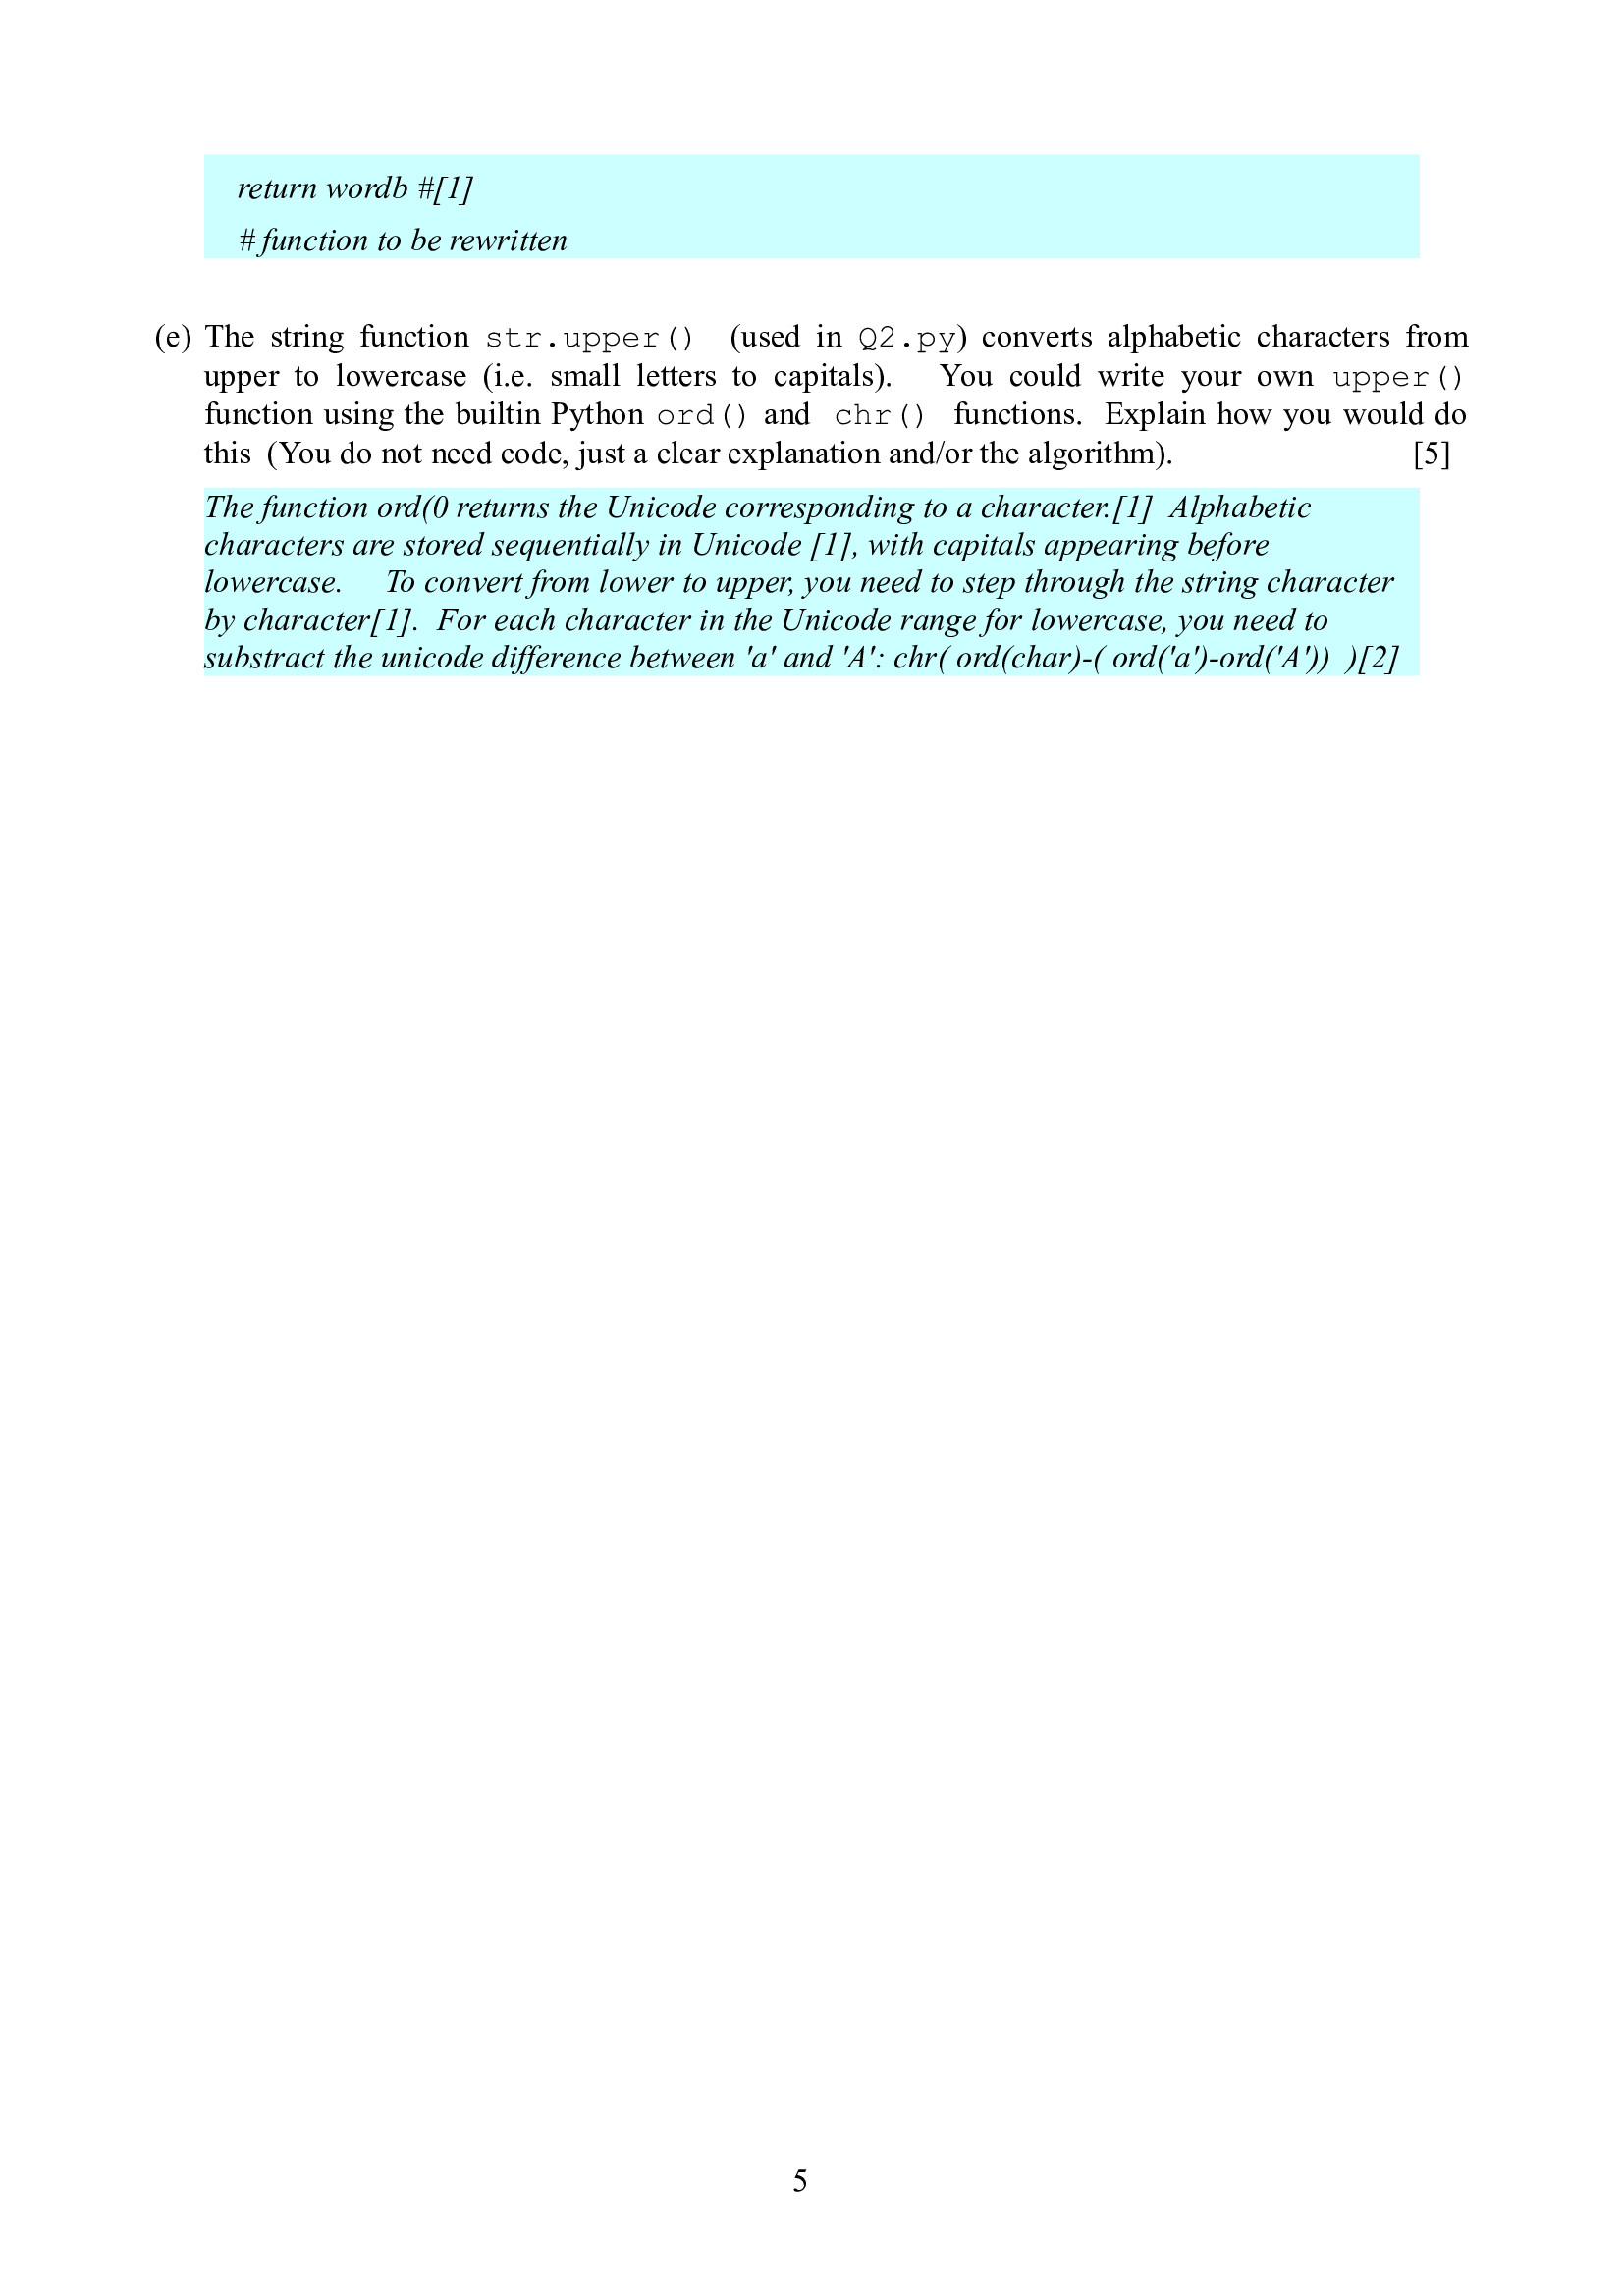 return wordb #[1]
# function to be rewritten
(e) The string function str.upper() (used in Q2.py) converts alphabetic characters from
upper to lowercase (i.e. small letters to capitals). You could write your own upper()
function using the builtin Python ord() and chr() functions. Explain how you would do
this (You do not need code, just a clear explanation and/or the algorithm). [5]
The function ord(0 returns the Unicode corresponding to a character.[1] Alphabetic
characters are stored sequentially in Unicode [1], with capitals appearing before
lowercase. To convert from lower to upper, you need to step through the string character
by character[1]. For each character in the Unicode range for lowercase, you need to
substract the unicode difference between 'a' and 'A': chr( ord(char)-( ord('a')-ord('A')) )[2]
5